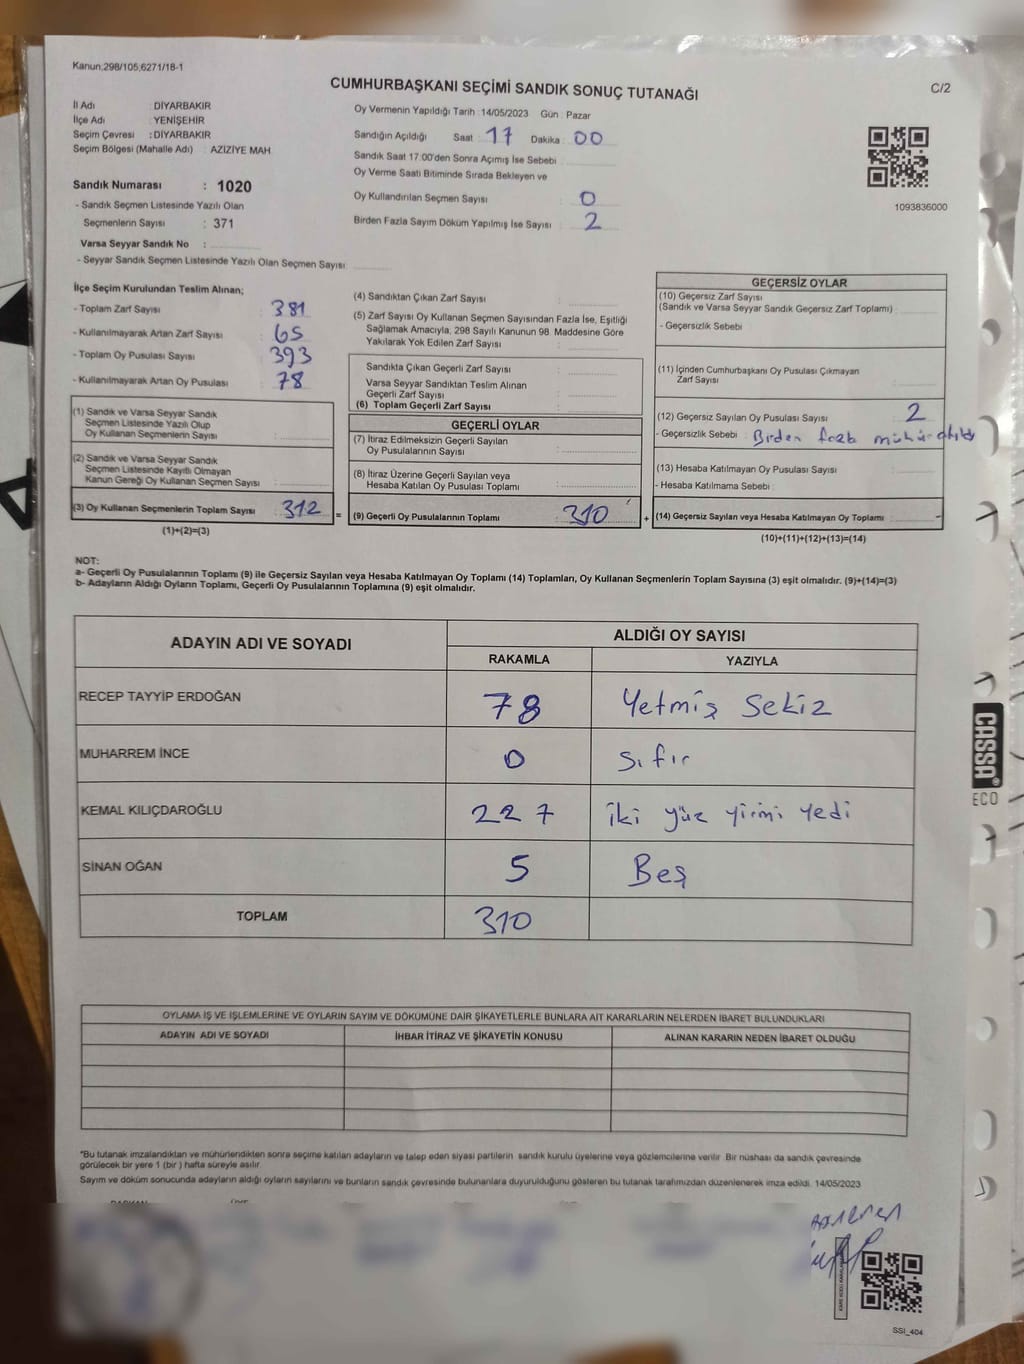 Kanun:298/105,6271/18-1
CUMHURBAŞKANI SEÇİMİ SANDIK SONUÇ TUTANAĞI
C/2
İl Adı : DİYARBAKIR
İlçe Adı : YENİŞEHİR
Seçim Çevresi : DİYARBAKIR
Seçim Bölgesi (Mahalle Adı) : AZİZİYE MAH.
Sandık Numarası : 1020
- Sandık Seçmen Listesinde Yazılı Olan
Seçmenlerin Sayısı : 371
Varsa Seyyar Sandık No :
- Seyyar Sandık Seçmen Listesinde Yazılı Olan Seçmen Sayısı:
Oy Vermenin Yapıldığı Tarih : 14/05/2023 Gün : Pazar
Sandığın Açıldığı Saat : 17 Dakika : 00
Sandık Saat 17:00'den Sonra Açılmış İse Sebebi :
Oy Verme Saati Bitiminde Sırada Bekleyen ve
Oy Kullandırılan Seçmen Sayısı : 0
Birden Fazla Sayım Döküm Yapılmış İse Sayısı : 2
1093836000
İlçe Seçim Kurulundan Teslim Alınan;
- Toplam Zarf Sayısı : 381
- Kullanılmayarak Artan Zarf Sayısı : 65
- Toplam Oy Pusulası Sayısı : 393
- Kullanılmayarak Artan Oy Pusulası : 78
(1) Sandık ve Varsa Seyyar Sandık
Seçmen Listesinde Yazılı Olup
Oy Kullanan Seçmenlerin Sayısı :
(2) Sandık ve Varsa Seyyar Sandık
Seçmen Listesinde Kayıtlı Olmayan
Kanun Gereği Oy Kullanan Seçmen Sayısı :
(3) Oy Kullanan Seçmenlerin Toplam Sayısı : 312 =
(1)+(2)=(3)
(4) Sandıktan Çıkan Zarf Sayısı :
(5) Zarf Sayısı Oy Kullanan Seçmen Sayısından Fazla İse, Eşitliği
Sağlamak Amacıyla, 298 Sayılı Kanunun 98. Maddesine Göre
Yakılarak Yok Edilen Zarf Sayısı :
Sandıkta Çıkan Geçerli Zarf Sayısı :
Varsa Seyyar Sandıktan Teslim Alınan
Geçerli Zarf Sayısı :
(6) Toplam Geçerli Zarf Sayısı :
GEÇERLİ OYLAR
(7) İtiraz Edilmeksizin Geçerli Sayılan
Oy Pusulalarının Sayısı :
(8) İtiraz Üzerine Geçerli Sayılan veya
Hesaba Katılan Oy Pusulası Toplamı :
(9) Geçerli Oy Pusulalarının Toplamı : 310 +
GEÇERSİZ OYLAR
(10) Geçersiz Zarf Sayısı
(Sandık ve Varsa Seyyar Sandık Geçersiz Zarf Toplamı) :
- Geçersizlik Sebebi :
(11) İçinden Cumhurbaşkanı Oy Pusulası Çıkmayan
Zarf Sayısı :
(12) Geçersiz Sayılan Oy Pusulası Sayısı : 2
- Geçersizlik Sebebi : Birden fazla mühür
(13) Hesaba Katılmayan Oy Pusulası Sayısı :
- Hesaba Katılmama Sebebi :
(14) Geçersiz Sayılan veya Hesaba Katılmayan Oy Toplamı :
(10)+(11)+(12)+(13)=(14)
NOT:
a- Geçerli Oy Pusulalarının Toplamı (9) ile Geçersiz Sayılan veya Hesaba Katılmayan Oy Toplamı (14) Toplamları, Oy Kullanan Seçmenlerin Toplam Sayısına (3) eşit olmalıdır. (9)+(14)=(3)
b- Adayların Aldığı Oyların Toplamı, Geçerli Oy Pusulalarının Toplamına (9) eşit olmalıdır.
ADAYIN ADI VE SOYADI ALDIĞI OY SAYISI
RAKAMLA YAZIYLA
RECEP TAYYİP ERDOĞAN 78 Yetmiş Sekiz
MUHARREM İNCE 0 Sıfır
KEMAL KILIÇDAROĞLU 227 İki yüz yirmi yedi
SİNAN OĞAN 5 Beş
TOPLAM 310
CASSA
ECO
OYLAMA İŞ VE İŞLEMLERİNE VE OYLARIN SAYIM VE DÖKÜMÜNE DAİR ŞİKAYETLERLE BUNLARA AİT KARARLARIN NELERDEN İBARET BULUNDUKLARI
ADAYIN ADI VE SOYADI İHBAR İTİRAZ VE ŞİKAYETİN KONUSU ALINAN KARARIN NEDEN İBARET OLDUĞU
*Bu tutanak imzalandıktan ve mühürlendikten sonra seçime katılan adayların ve talep eden siyasi partilerin sandık kurulu üyelerine veya gözlemcilerine verilir. Bir nüshası da sandık çevresinde
görülecek bir yere 1 (bir) hafta süreyle asılır.
Sayım ve döküm sonucunda adayların aldığı oyların sayılarını ve bunların sandık çevresinde bulunanlara duyurulduğunu gösteren bu tutanak tarafımızdan düzenlenerek imza edildi. 14/05/2023
SSİ_404